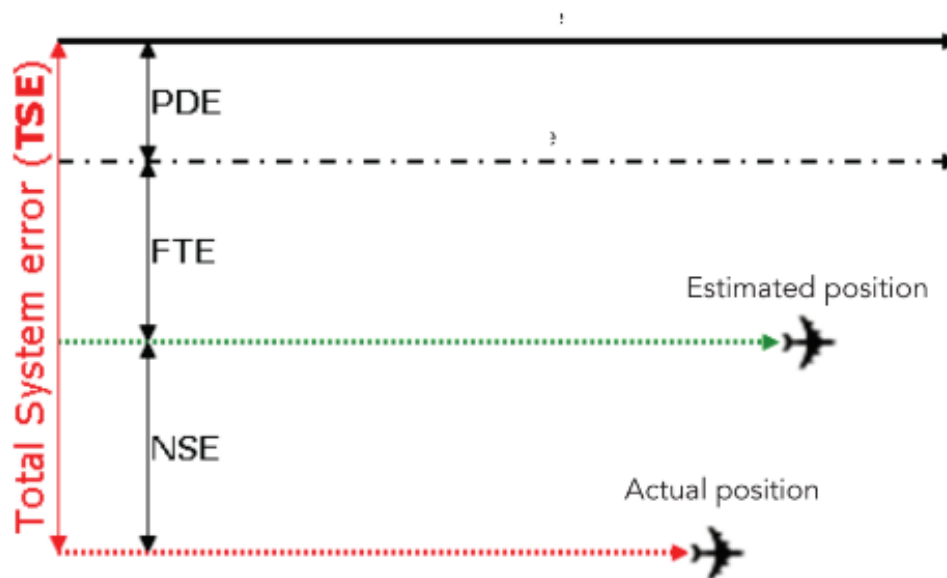 PDE
FTE
Estimated position
NSE
Actual position
Total System error (TSE)